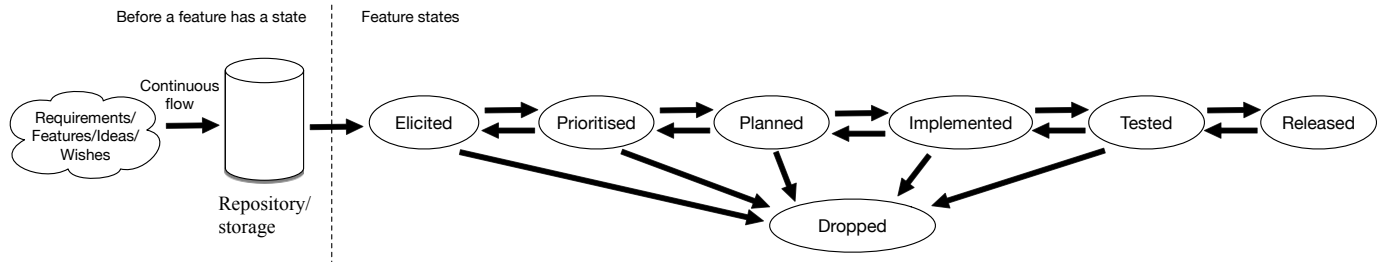 Before a feature has a state
Feature states
Continuous
flow
Requirements/
Features/Ideas/
Wishes
Repository/
storage
Elicited
Prioritised
Planned
Implemented
Tested
Released
Dropped